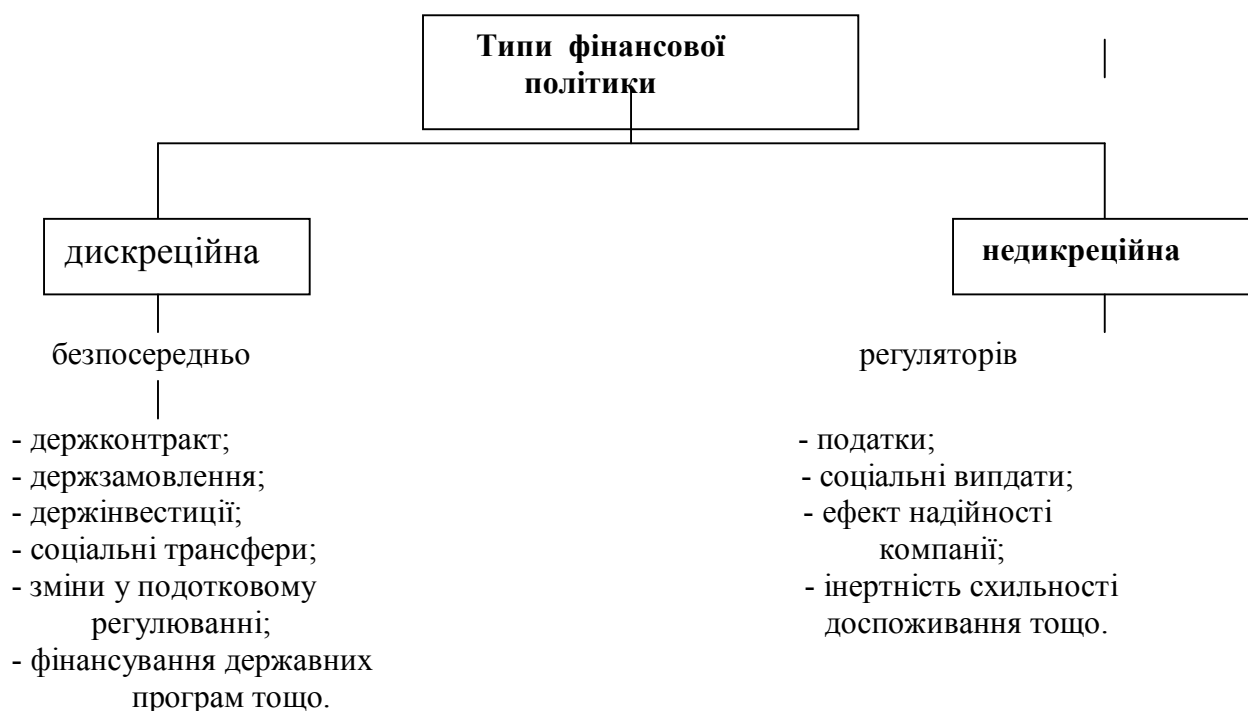 Типи фінансової
політики
дискреційна
недикреційна
безпосередньо
регуляторів
- держконтракт;
- держзамовлення;
- держінвестиції;
- соціальні трансфери;
- зміни у подотковому
регулюванні;
- фінансування державних
програм тощо.
- податки;
- соціальні випдати;
- ефект надійності
компанії;
- інертність схильності
доспоживання тощо.